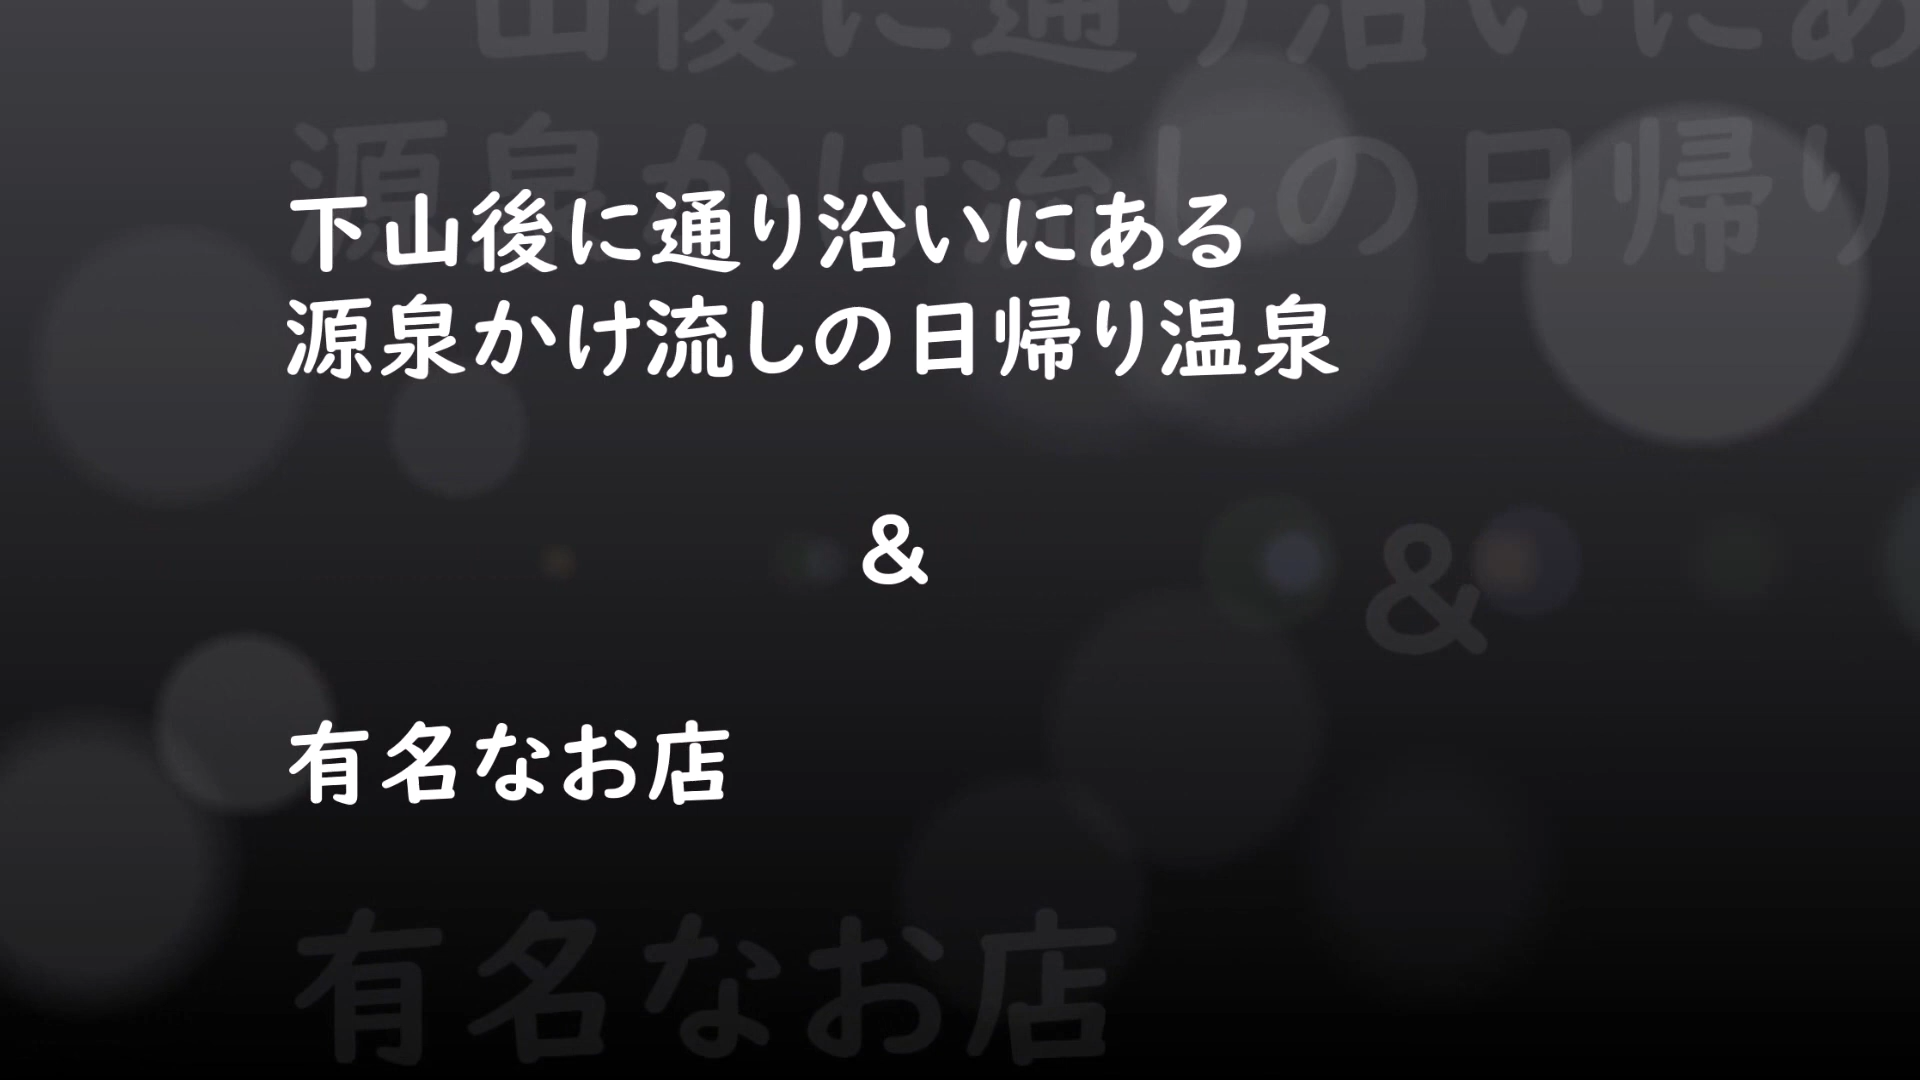 下山後に通り沿いにある
源泉かけ流しの日帰り温泉
&
有名なお店